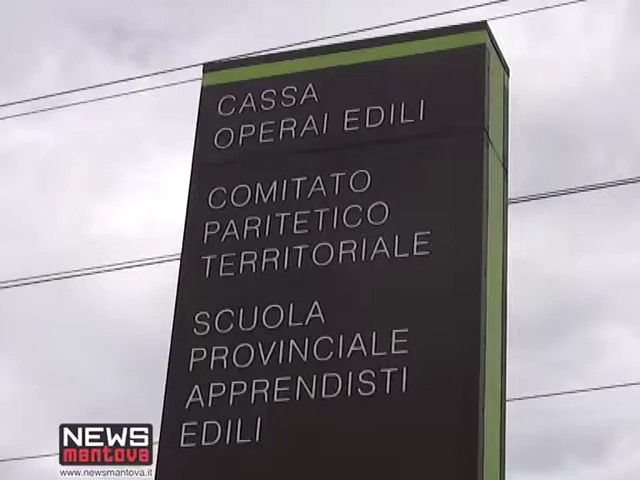 CASSA
OPERAI EDILI
COMITATO
PARITETICO
TERRITORIALE
SCUOLA
PROVINCIALE
APPRENDISTI
EDILI
NEWS
mantova
www.newsmantova.it